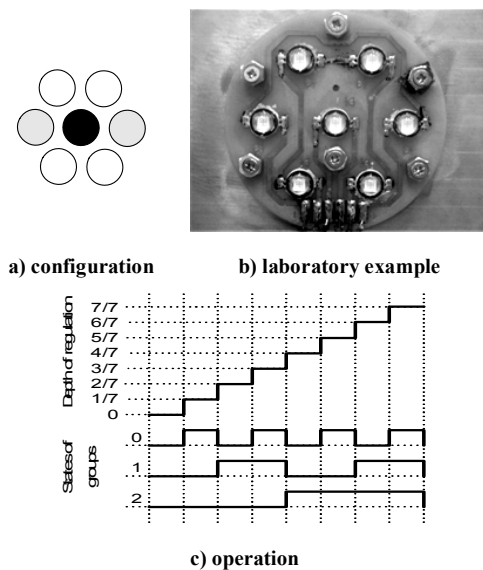 a) configuration
b) laboratory example
Depth of regulation
7/7
6/7
5/7
4/7
3/7
2/7
1/7
0
States of groups
0
1
2
c) operation